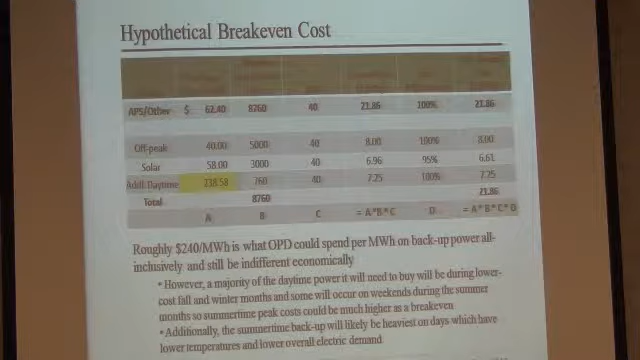 Hypothetical Breakeven Cost
APS/Other $ 62.40 8760 40 21.86 100% 21.86
Off-peak 40.00 5000 40 8.00 100% 8.00
Solar 58.00 3000 40 6.96 95% 6.61
Addl. Daytime 238.58 760 40 7.25 100% 7.25
Total 8760 21.86
A B C = A*B*C D = A*B*C*D
Roughly $240/MWh is what OPD could spend per MWh on back-up power all-
inclusively and still be indifferent economically
• However, a majority of the daytime power it will need to buy will be during lower-
cost fall and winter months and some will occur on weekends during the summer
months so summertime peak costs could be much higher as a breakeven
• Additionally, the summertime back-up will likely be heaviest on days which have
lower temperatures and lower overall electric demand